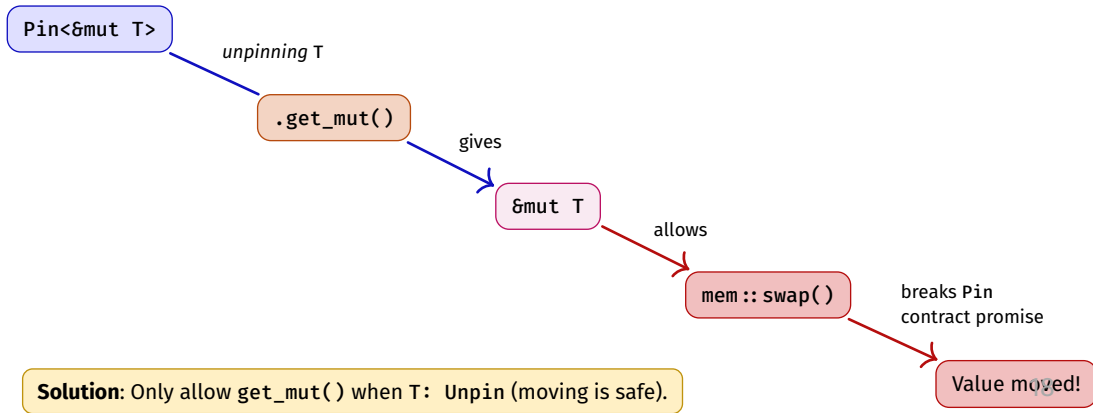 Pin<&mut T>
unpinning T
.get_mut()
gives
&mut T
allows
mem::swap()
breaks Pin
contract promise
Value moved!
18
Solution: Only allow get_mut() when T: Unpin (moving is safe).